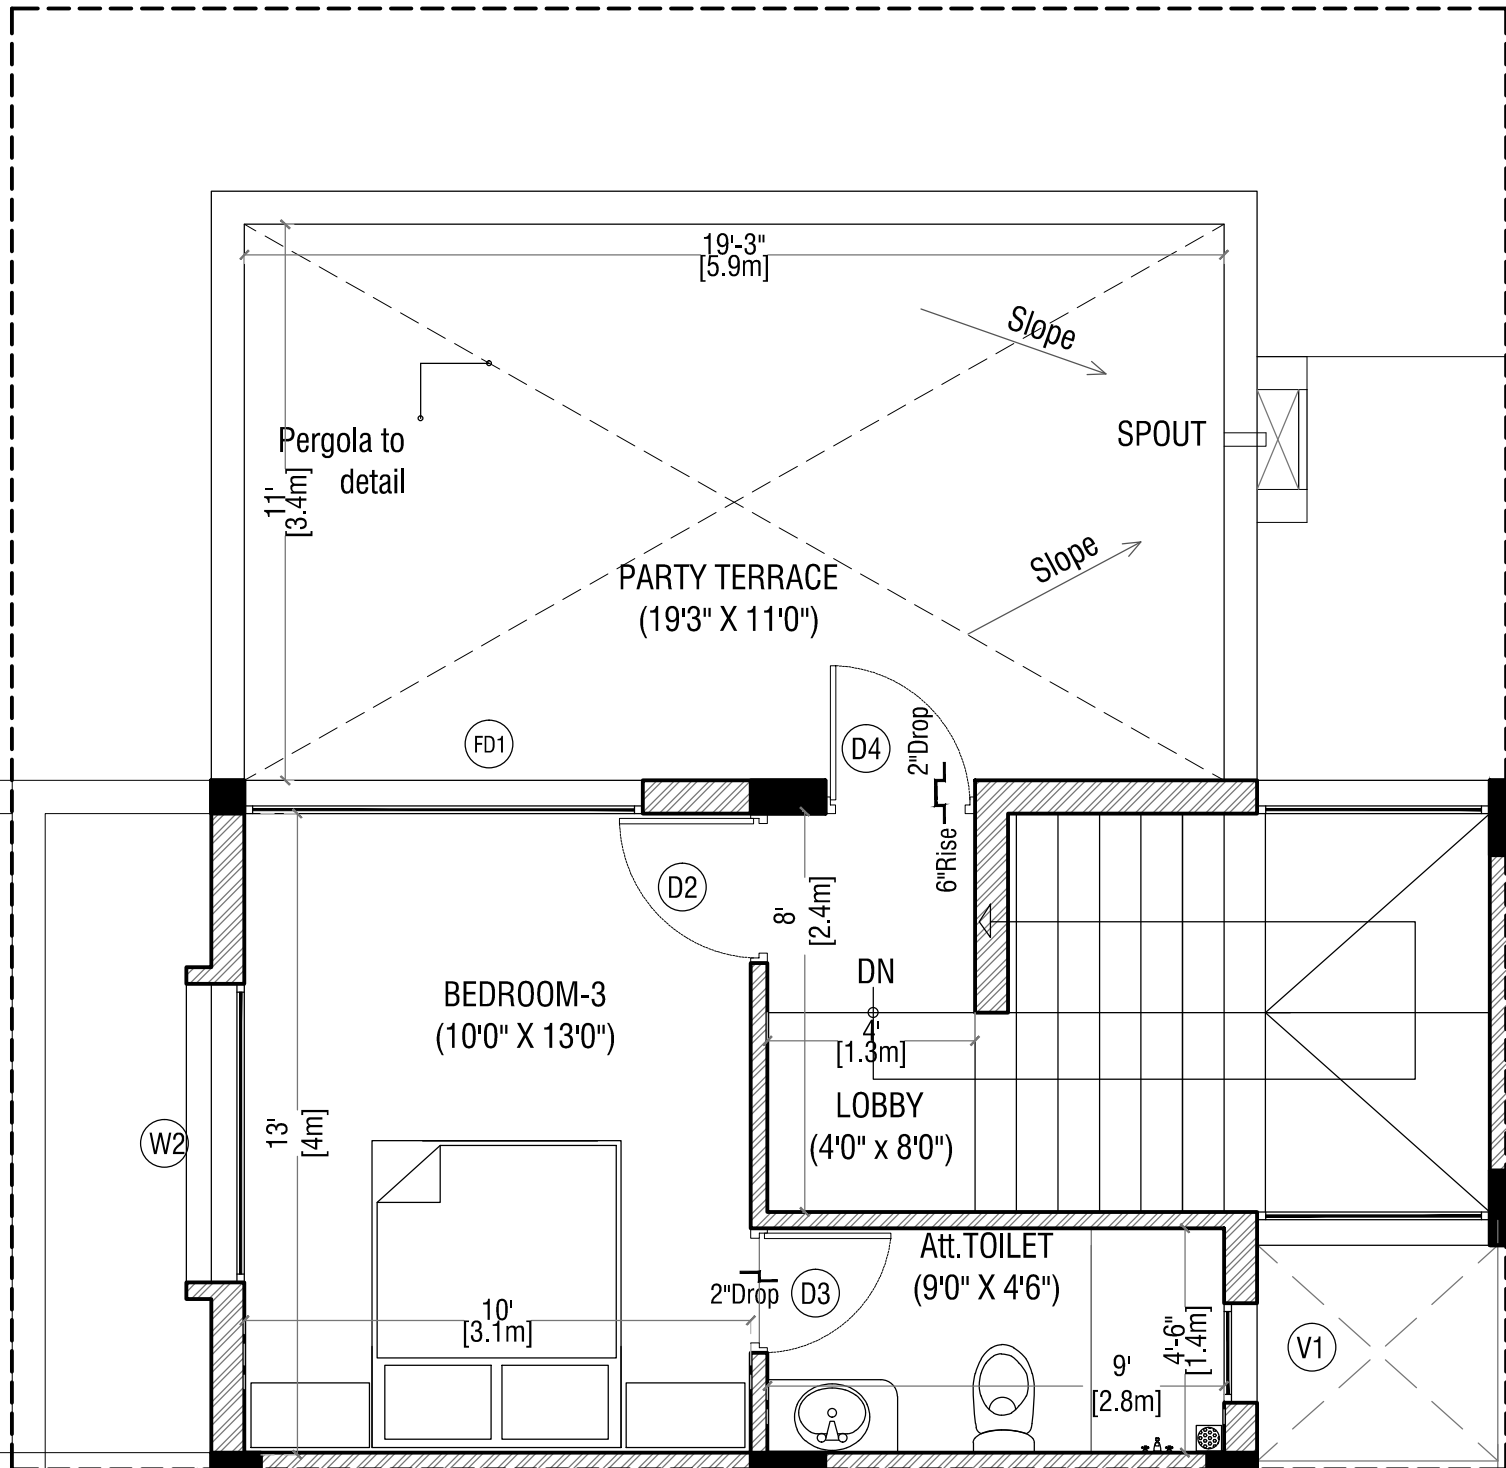 19'-3"
[5.9m]
Slope
Pergola to
detail
SPOUT
11'
[3.4m]
Slope
PARTY TERRACE
(19'3" X 11'0")
FD1
D4
2"Drop
6"Rise
D2
8'
[2.4m]
DN
BEDROOM-3
(10'0" X 13'0")
4'
[1.3m]
LOBBY
(4'0" x 8'0")
W2
13'
[4m]
Att.TOILET
(9'0" X 4'6")
2"Drop
D3
10'
[3.1m]
4'-6"
[1.4m]
V1
9'
[2.8m]